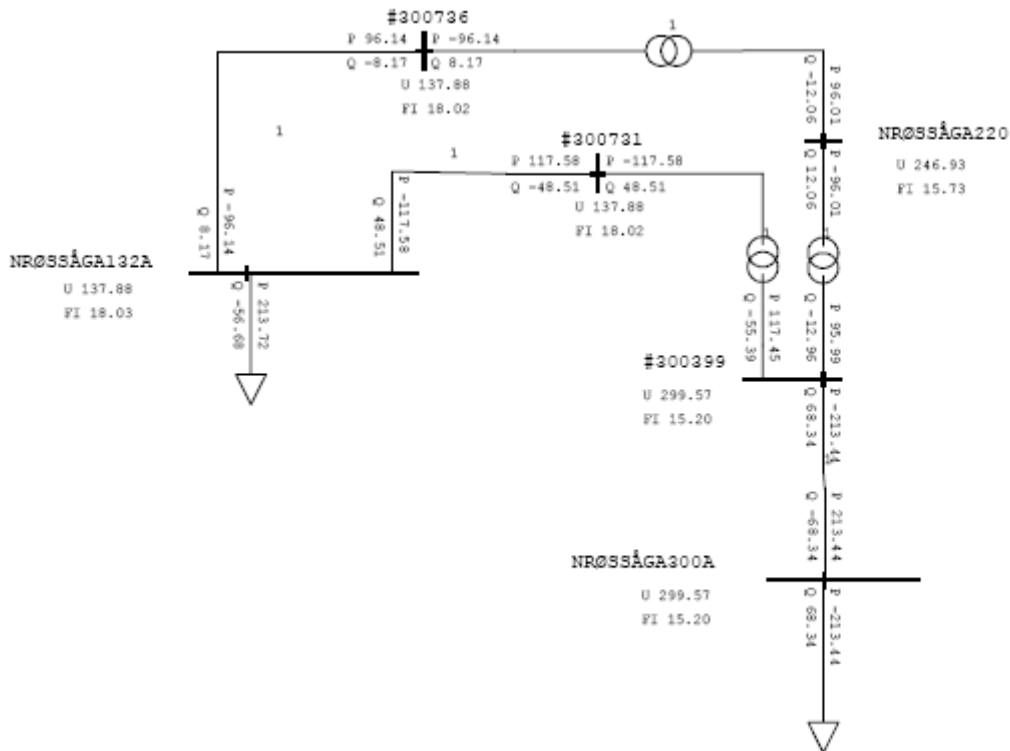 #300736
P 96.14 P -96.14
Q -8.17 Q 8.17
U 137.88
FI 18.02
1
1
P 96.01
Q -12.06
NRØSSÅGA220
U 246.93
FI 15.73
P -96.01
Q 12.06
#300731
1
P 117.58 P -117.58
Q -48.51 Q 48.51
U 137.88
FI 18.02
P -96.14
Q 8.17
P -117.58
Q 48.51
NRØSSÅGA132A
U 137.88
FI 18.03
P 213.72
Q -56.68
1
P 117.45
Q -55.39
P 95.99
Q -12.96
#300399
U 299.57
FI 15.20
P -213.44
Q 68.34
P 213.44
Q -68.34
NRØSSÅGA300A
U 299.57
FI 15.20
P -213.44
Q 68.34